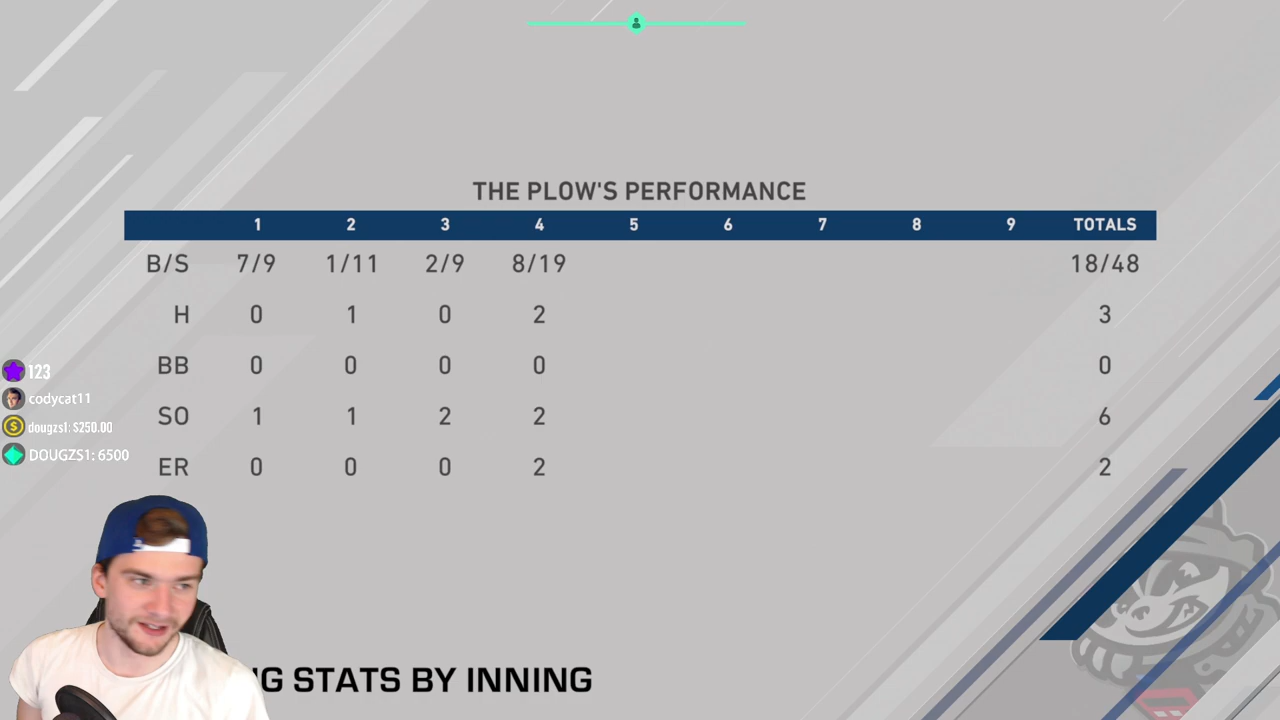 THE PLOW'S PERFORMANCE
1 2 3 4 5 6 7 8 9 TOTALS
B/S 7/9 1/11 2/9 8/19 18/48
H 0 1 0 2 3
BB 0 0 0 0 0
SO 1 1 2 2 6
ER 0 0 0 2 2
123
codycat11
dougzs1: $250.00
DOUGZS1: 6500
G STATS BY INNING